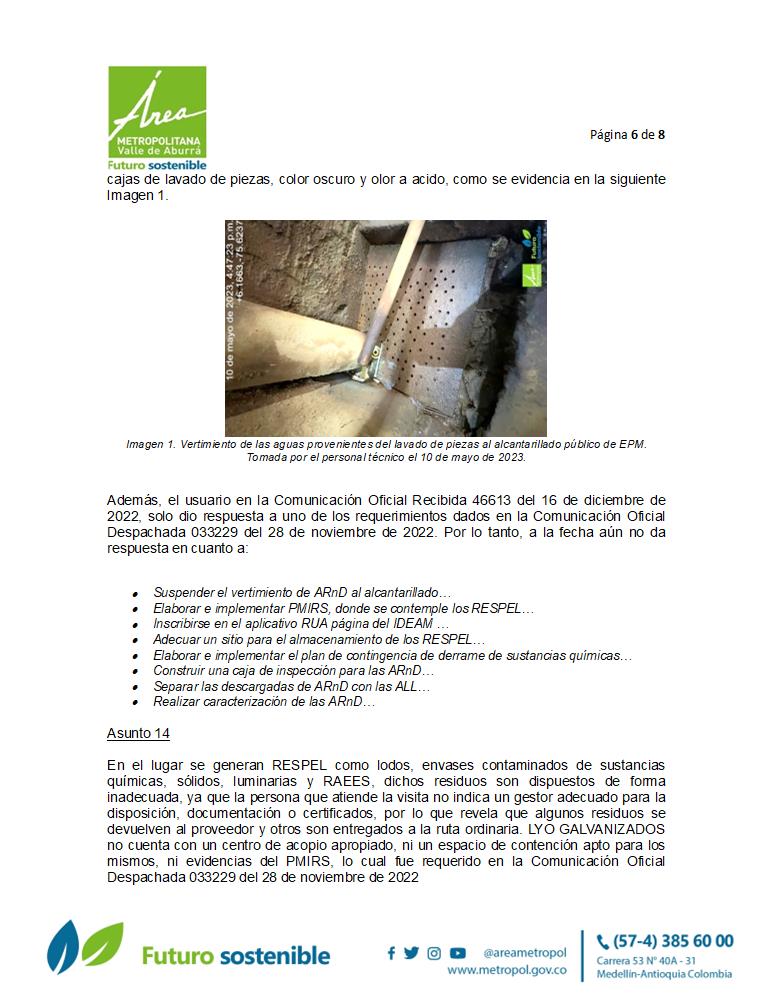 Área
METROPOLITANA
Valle de Aburrá
Futuro sostenible
Página 6 de 8
cajas de lavado de piezas, color oscuro y olor a acido, como se evidencia en la siguiente
Imagen 1.
10 de mayo de 2023, 4:47:23 p.m.
+6.1663,-75.6237
Futuro
sostenible
Área
Imagen 1. Vertimiento de las aguas provenientes del lavado de piezas al alcantarillado público de EPM.
Tomada por el personal técnico el 10 de mayo de 2023.
Además, el usuario en la Comunicación Oficial Recibida 46613 del 16 de diciembre de
2022, solo dio respuesta a uno de los requerimientos dados en la Comunicación Oficial
Despachada 033229 del 28 de noviembre de 2022. Por lo tanto, a la fecha aún no da
respuesta en cuanto a:
• Suspender el vertimiento de ARnD al alcantarillado…
• Elaborar e implementar PMIRS, donde se contemple los RESPEL…
• Inscribirse en el aplicativo RUA página del IDEAM …
• Adecuar un sitio para el almacenamiento de los RESPEL…
• Elaborar e implementar el plan de contingencia de derrame de sustancias químicas…
• Construir una caja de inspección para las ARnD…
• Separar las descargadas de ARnD con las ALL…
• Realizar caracterización de las ARnD…
Asunto 14
En el lugar se generan RESPEL como lodos, envases contaminados de sustancias
químicas, sólidos, luminarias y RAEES, dichos residuos son dispuestos de forma
inadecuada, ya que la persona que atiende la visita no indica un gestor adecuado para la
disposición, documentación o certificados, por lo que revela que algunos residuos se
devuelven al proveedor y otros son entregados a la ruta ordinaria. LYO GALVANIZADOS
no cuenta con un centro de acopio apropiado, ni un espacio de contención apto para los
mismos, ni evidencias del PMIRS, lo cual fue requerido en la Comunicación Oficial
Despachada 033229 del 28 de noviembre de 2022
Futuro sostenible
@areametropol
www.metropol.gov.co
(57-4) 385 60 00
Carrera 53 N° 40A - 31
Medellín-Antioquia Colombia